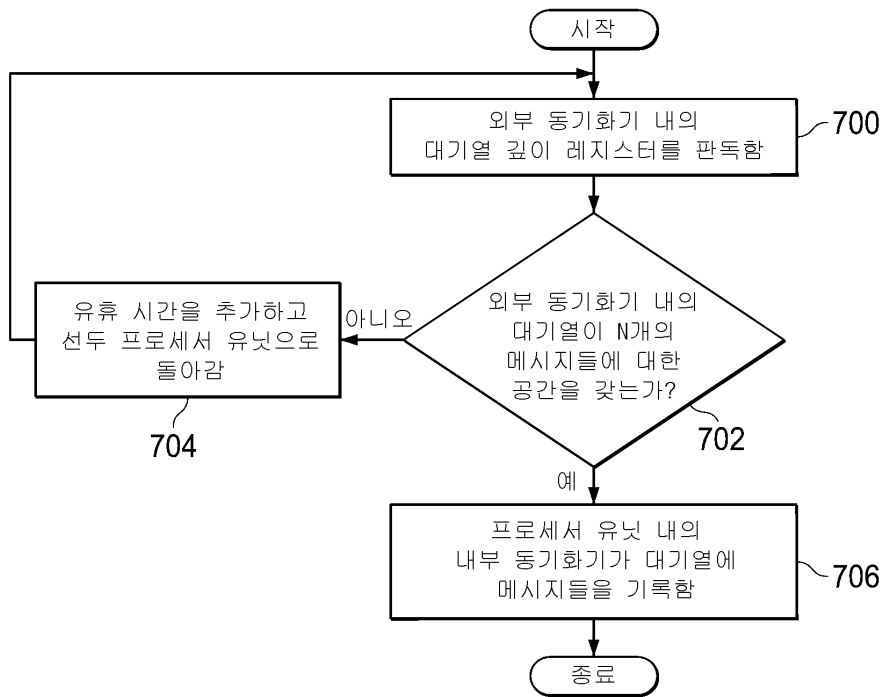 시작
외부 동기화기 내의
대기열 깊이 레지스터를 판독함
700
외부 동기화기 내의
대기열이 N개의
메시지들에 대한
공간을 갖는가?
702
아니오
유휴 시간을 추가하고
선두 프로세서 유닛으로
돌아감
704
예
프로세서 유닛 내의
내부 동기화기가 대기열에
메시지들을 기록함
706
종료